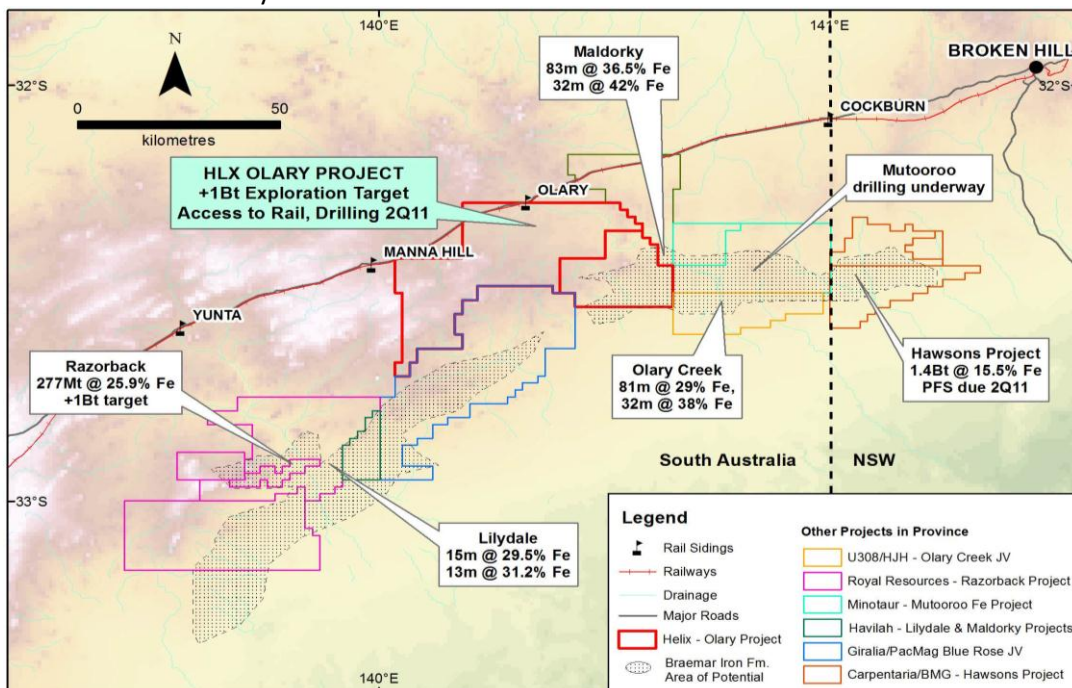 140°E
141°E
N
32°S
0
50
kilometres
Maldorky
83m @ 36.5% Fe
32m @ 42% Fe
BROKEN HILL
32°S
COCKBURN
HLX OLARY PROJECT
+1Bt Exploration Target
Access to Rail, Drilling 2Q11
OLARY
Mutooroo
drilling underway
MANNA HILL
YUNTA
Razorback
277Mt @ 25.9% Fe
+1Bt target
Olary Creek
81m @ 29% Fe,
32m @ 38% Fe
Hawsons Project
1.4Bt @ 15.5% Fe
PFS due 2Q11
South Australia
NSW
33°S
Lilydale
15m @ 29.5% Fe
13m @ 31.2% Fe
140°E
Legend
Rail Sidings
Railways
Drainage
Major Roads
Helix - Olary Project
Braemar Iron Fm.
Area of Potential
Other Projects in Province
U308/HJH - Olary Creek JV
Royal Resources - Razorback Project
Minotaur - Mutooroo Fe Project
Havilah - Lilydale & Maldorky Projects
Giralia/PacMag Blue Rose JV
Carpentaria/BMG - Hawsons Project